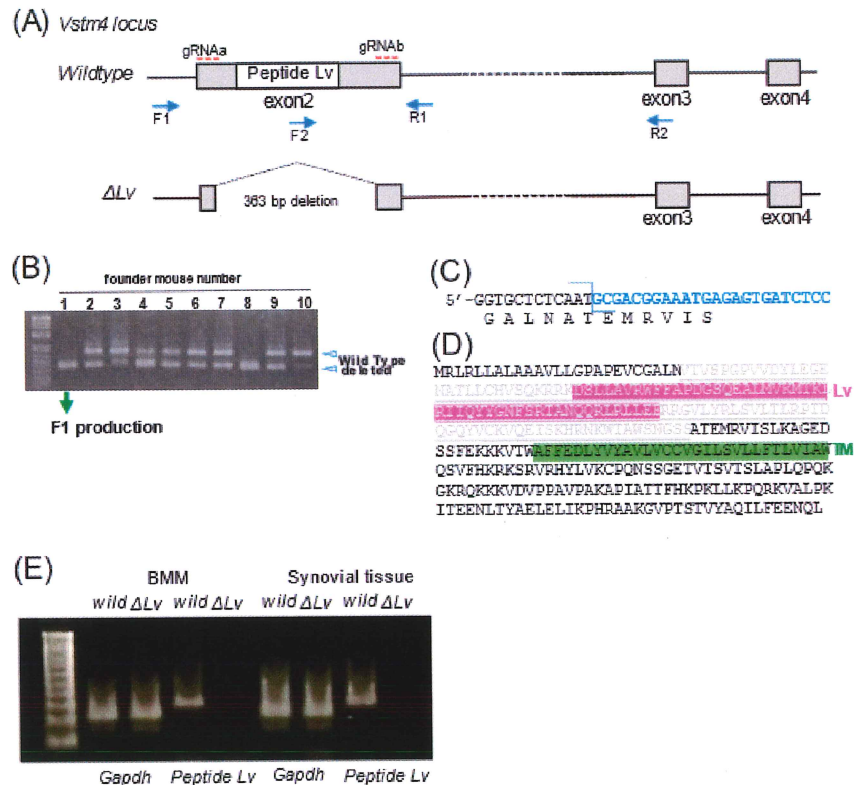 (A) Vstm4 locus
gRNAa gRNAb
Wildtype Peptide Lv
exon2 exon3 exon4
F1 F2 R1 R2
ΔLv 363 bp deletion
exon3 exon4
(B)
founder mouse number
1 2 3 4 5 6 7 8 9 10
Wild Type
deleted
F1 production
(C)
5'-GGTGCTCTCAATGCGACGGAAATGAGAGTGATCTCC
G A L N A T E M R V I S
(D)
MRLRLLALAAAVLLGPAPEVCGALN
Lv
ATEMRVISLKAGED
SSFEKKKVTWAFFEDLYVYAVLVCCVGILSVLLFTLVIAW TM
QSVFHKRKSRVRHYLVKCPQNSSGETVTSVTSLAPLQPQK
GKRQKKKVDVPPAVPAKAPIATTFHKPKLLKPQRKVALPK
ITEENLTYAELELIKPHRAAKGVPTSTVYAQILFEENQL
(E)
BMM Synovial tissue
wild ΔLv wild ΔLv wild ΔLv wild ΔLv
Gapdh Peptide Lv Gapdh Peptide Lv